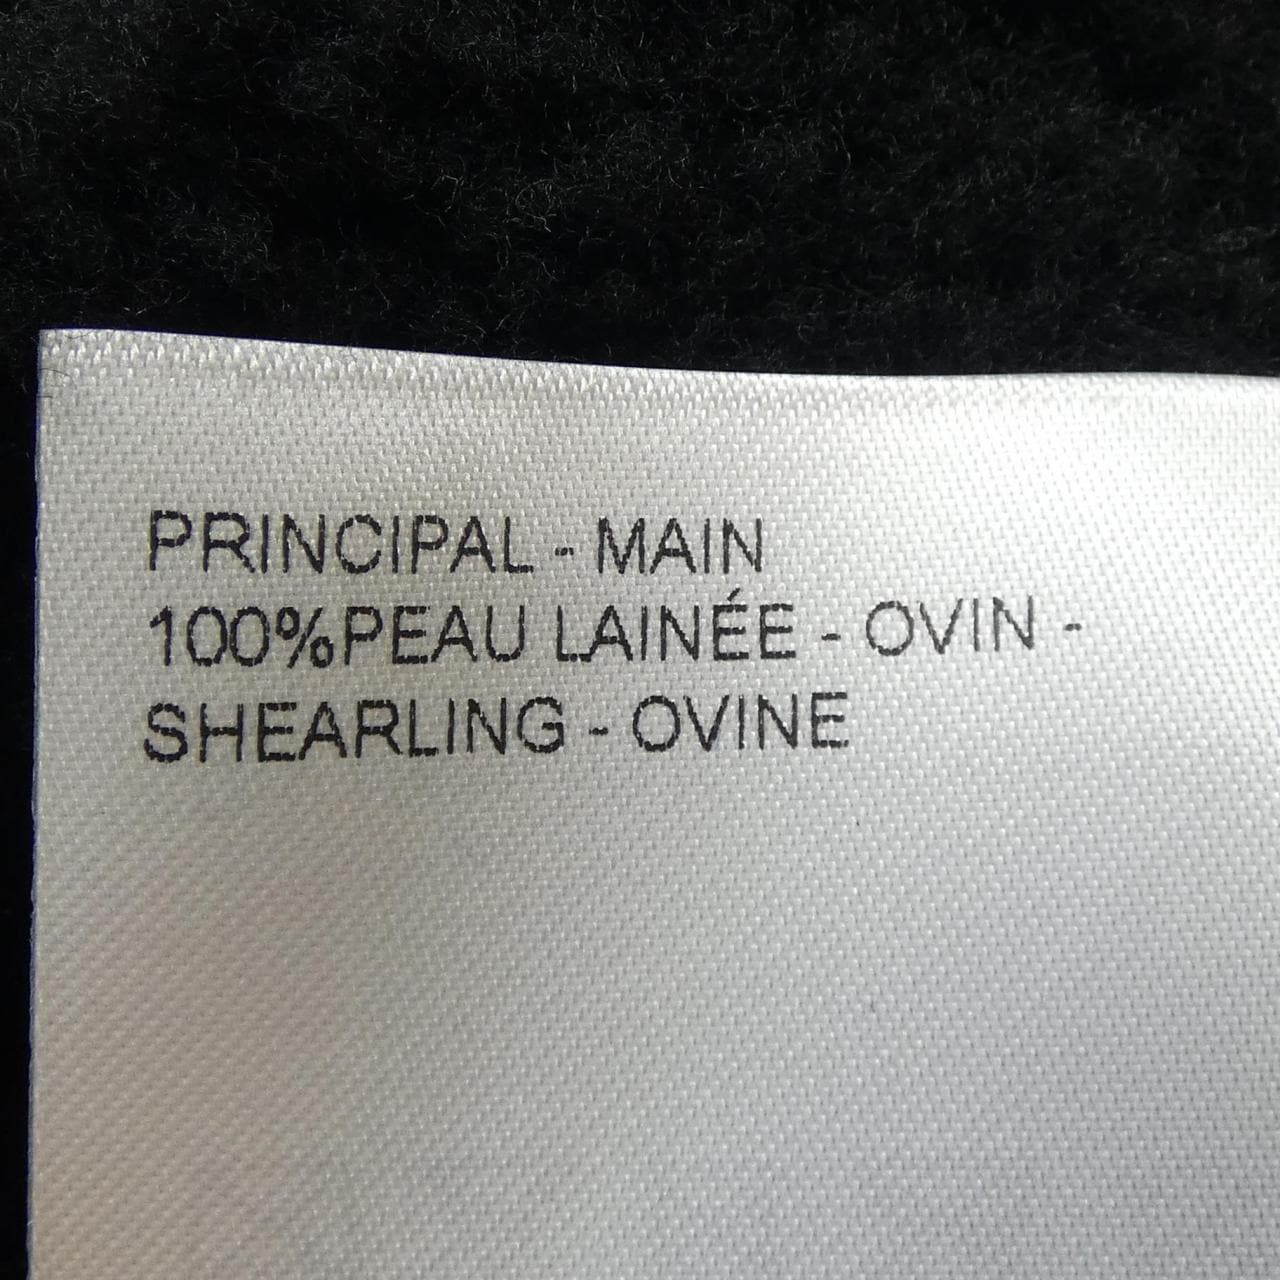 PRINCIPAL - MAIN
100%PEAU LAINÉE - OVIN -
SHEARLING - OVINE